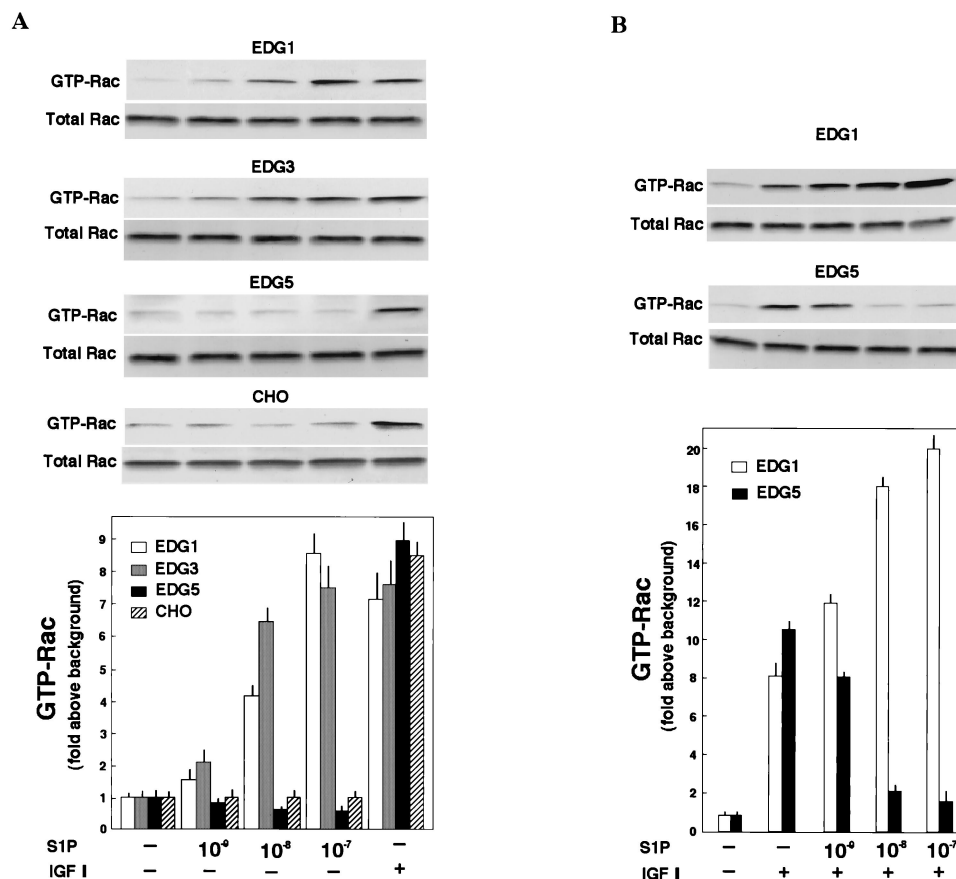 A
EDG1
GTP-Rac
Total Rac
EDG3
GTP-Rac
Total Rac
EDG5
GTP-Rac
Total Rac
CHO
GTP-Rac
Total Rac
GTP-Rac
(fold above background)
9
8
7
6
5
4
3
2
1
0
EDG1
EDG3
EDG5
CHO
S1P – 10-9 10-8 10-7 –
IGF I – – – – +
B
EDG1
GTP-Rac
Total Rac
EDG5
GTP-Rac
Total Rac
GTP-Rac
(fold above background)
20
18
16
14
12
10
8
6
4
2
0
EDG1
EDG5
S1P – – 10-9 10-8 10-7
IGF I – + + + +